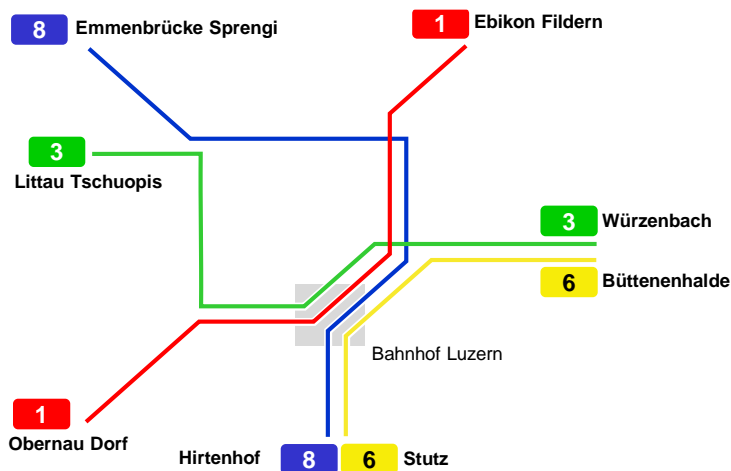 8 Emmenbrücke Sprengi
1 Ebikon Fildern
3
Littau Tschuopis
3 Würzenbach
6 Büttenenhalde
Bahnhof Luzern
1
Obernau Dorf
Hirtenhof 8 6 Stutz